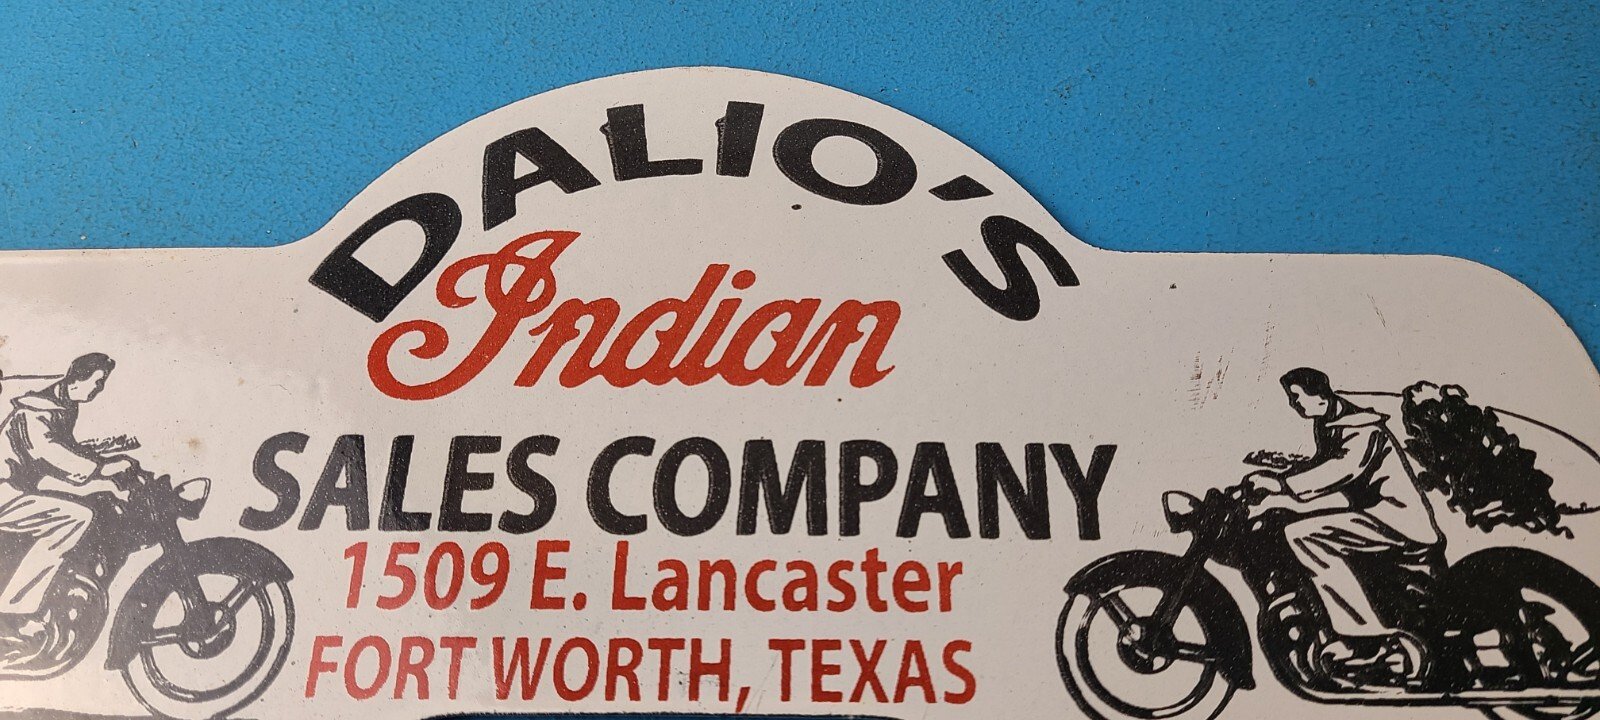 DALIO'S
Indian
SALES COMPANY
1509 E. Lancaster
FORT WORTH, TEXAS